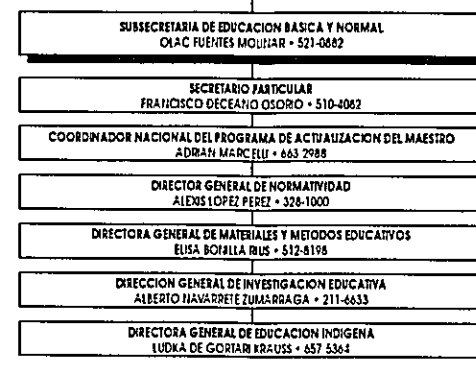 SUBSECRETARIA DE EDUCACION BASICA Y NORMAL
OLAC FUENTES MOLINAR • 521-0882
SECRETARIO PARTICULAR
FRANCISCO DECEANO OSORIO • 510-4082
COORDINADOR NACIONAL DEL PROGRAMA DE ACTUALIZACION DEL MAESTRO
ADRIAN MARCELLI • 663 2988
DIRECTOR GENERAL DE NORMATIVIDAD
ALEXIS LOPEZ PEREZ • 328-1000
DIRECTORA GENERAL DE MATERIALES Y METODOS EDUCATIVOS
ELISA BONILLA RIUS • 512-8198
DIRECCION GENERAL DE INVESTIGACION EDUCATIVA
ALBERTO NAVARRETE ZUMARRAGA • 211-6633
DIRECTORA GENERAL DE EDUCACION INDIGENA
LUDKA DE GORTARI KRAUSS • 657 5364